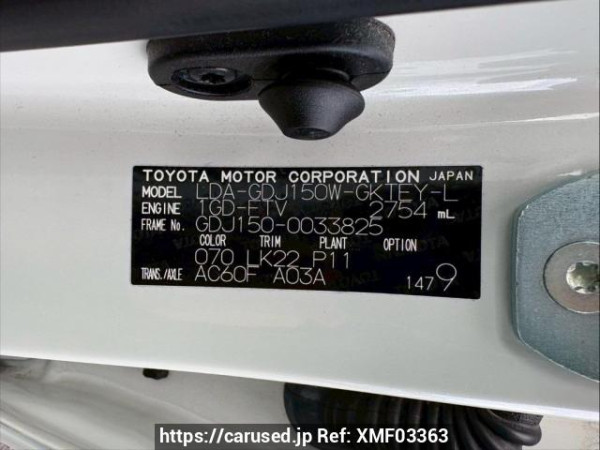 TOYOTA MOTOR CORPORATION JAPAN
MODEL LDA-GDJ150W-GKTEY-L
ENGINE 1GD-FTV 2754 mL
FRAME No. GDJ150-0033825
COLOR TRIM PLANT OPTION
070 LK22 P11
TRANS./AXLE AC60F A03A 1479
https://carused.jp Ref: XMF03363